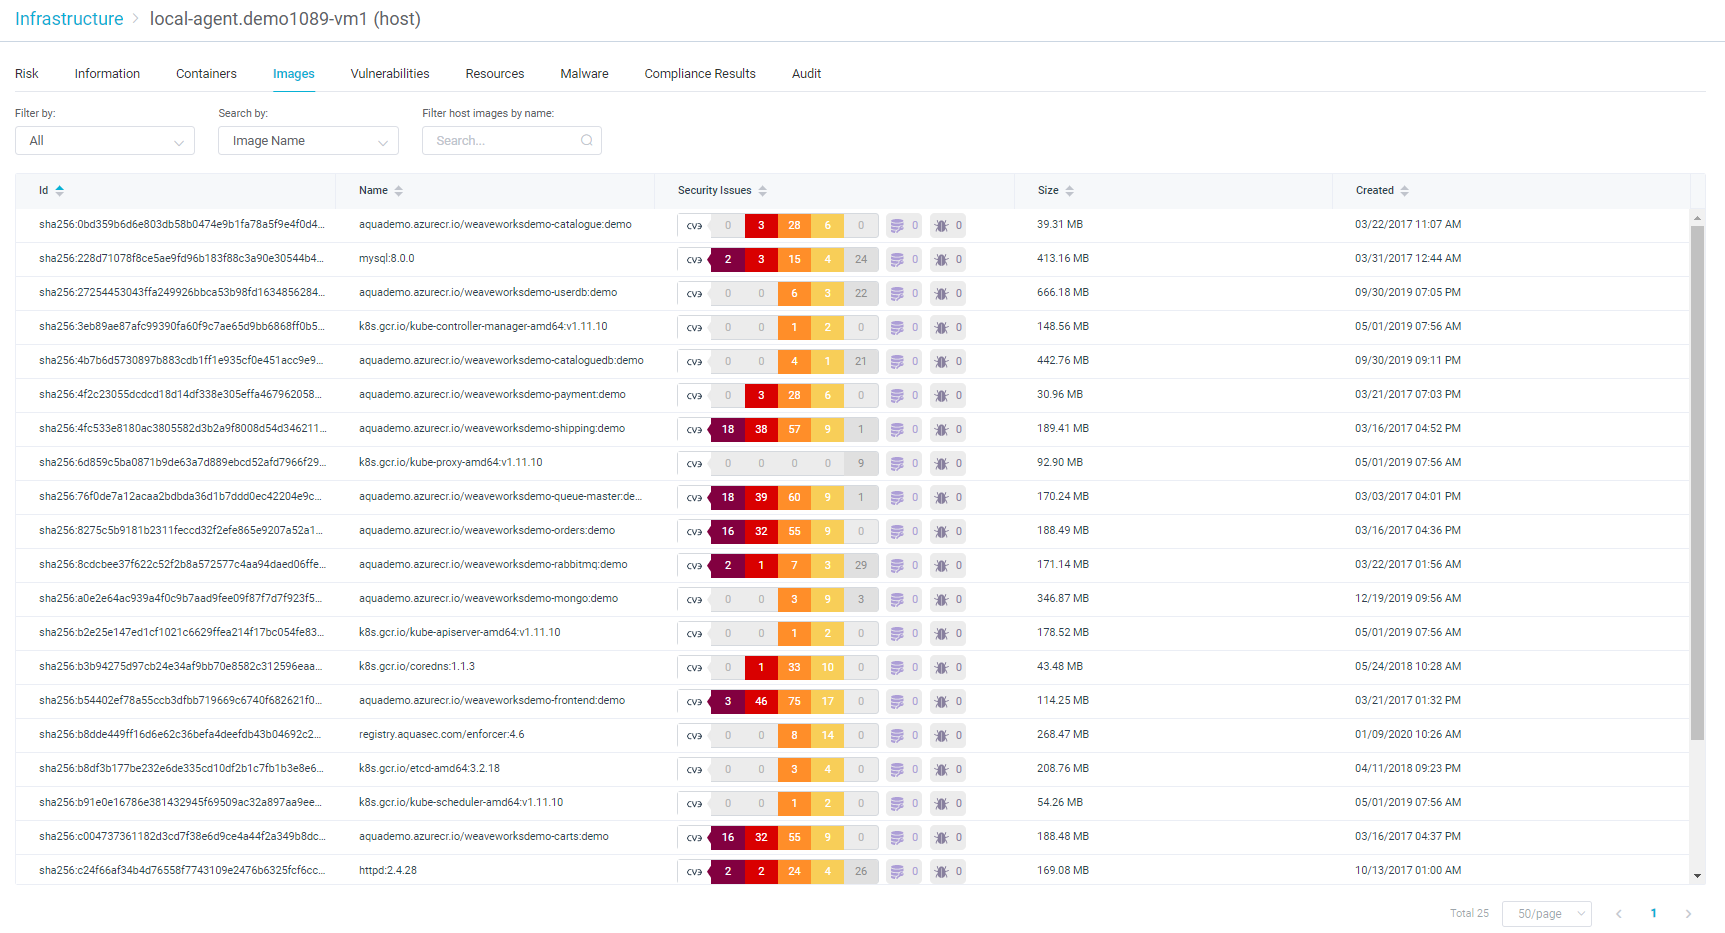 Infrastructure > local-agent.demo1089-vm1 (host)
Risk Information Containers Images Vulnerabilities Resources Malware Compliance Results Audit
Filter by: Search by: Filter host images by name:
All Image Name Search...
Id Name Security Issues Size Created
sha256:0bd359b6d6e803db58b0474e9b1fa78a5f9e4f0d4... aquademo.azurecr.io/weaveworksdemo-catalogue:demo CVE 0 3 28 6 0 0 0 39.31 MB 03/22/2017 11:07 AM
sha256:228d71078f8ce5ae9fd96b183f88c3a90e30544b4... mysql:8.0.0 CVE 2 3 15 4 24 0 0 413.16 MB 03/31/2017 12:44 AM
sha256:27254453043ffa249926bbca53b98fd1634856284... aquademo.azurecr.io/weaveworksdemo-userdb:demo CVE 0 0 6 3 22 0 0 666.18 MB 09/30/2019 07:05 PM
sha256:3eb89ae87afc99390fa60f9c7ae65d9bb6868ff0b5... k8s.gcr.io/kube-controller-manager-amd64:v1.11.10 CVE 0 0 1 2 0 0 0 148.56 MB 05/01/2019 07:56 AM
sha256:4b7b6d5730897b883cdb1ff1e935cf0e451acc9e9... aquademo.azurecr.io/weaveworksdemo-cataloguedb:demo CVE 0 0 4 1 21 0 0 442.76 MB 09/30/2019 09:11 PM
sha256:4f2c23055dcdcd18d14df338e305effa467962058... aquademo.azurecr.io/weaveworksdemo-payment:demo CVE 0 3 28 6 0 0 0 30.96 MB 03/21/2017 07:03 PM
sha256:4fc533e8180ac3805582d3b2a9f8008d54d346211... aquademo.azurecr.io/weaveworksdemo-shipping:demo CVE 18 38 57 9 1 0 0 189.41 MB 03/16/2017 04:52 PM
sha256:6d859c5ba0871b9de63a7d889ebcd52afd7966f29... k8s.gcr.io/kube-proxy-amd64:v1.11.10 CVE 0 0 0 0 9 0 0 92.90 MB 05/01/2019 07:56 AM
sha256:76f0de7a12acaa2bdbda36d1b7ddd0ec42204e9c... aquademo.azurecr.io/weaveworksdemo-queue-master:de... CVE 18 39 60 9 1 0 0 170.24 MB 03/03/2017 04:01 PM
sha256:8275c5b9181b2311feccd32f2efe865e9207a52a1... aquademo.azurecr.io/weaveworksdemo-orders:demo CVE 16 32 55 9 0 0 0 188.49 MB 03/16/2017 04:36 PM
sha256:8cdcbee37f622c52f2b8a572577c4aa94daed06ffe... aquademo.azurecr.io/weaveworksdemo-rabbitmq:demo CVE 2 1 7 3 29 0 0 171.14 MB 03/22/2017 01:56 AM
sha256:a0e2e64ac939a4f0c9b7aad9fee09f87f7d7f923f5... aquademo.azurecr.io/weaveworksdemo-mongo:demo CVE 0 0 3 9 3 0 0 346.87 MB 12/19/2019 09:56 AM
sha256:b2e25e147ed1cf1021c6629ffea214f17bc054fe83... k8s.gcr.io/kube-apiserver-amd64:v1.11.10 CVE 0 0 1 2 0 0 0 178.52 MB 05/01/2019 07:56 AM
sha256:b3b94275d97cb24e34af9bb70e8582c312596eaa... k8s.gcr.io/coredns:1.1.3 CVE 0 1 33 10 0 0 0 43.48 MB 05/24/2018 10:28 AM
sha256:b54402ef78a55ccb3dfbb719669c6740f682621f0... aquademo.azurecr.io/weaveworksdemo-frontend:demo CVE 3 46 75 17 0 0 0 114.25 MB 03/21/2017 01:32 PM
sha256:b8dde449ff16d6e62c36befa4deefdb43b04692c2... registry.aquasec.com/enforcer:4.6 CVE 0 0 8 14 0 0 0 268.47 MB 01/09/2020 10:26 AM
sha256:b8df3b177be232e6de335cd10df2b1c7fb1b3e8e6... k8s.gcr.io/etcd-amd64:3.2.18 CVE 0 0 3 4 0 0 0 208.76 MB 04/11/2018 09:23 PM
sha256:b91e0e16786e381432945f69509ac32a897aa9ee... k8s.gcr.io/kube-scheduler-amd64:v1.11.10 CVE 0 0 1 2 0 0 0 54.26 MB 05/01/2019 07:56 AM
sha256:c004737361182d3cd7f38e6d9ce4a44f2a349b8dc... aquademo.azurecr.io/weaveworksdemo-carts:demo CVE 16 32 55 9 0 0 0 188.48 MB 03/16/2017 04:37 PM
sha256:c24f66af34b4d76558f7743109e2476b6325fcf6cc... httpd:2.4.28 CVE 2 2 24 4 26 0 0 169.08 MB 10/13/2017 01:00 AM
Total 25 50/page < 1 >